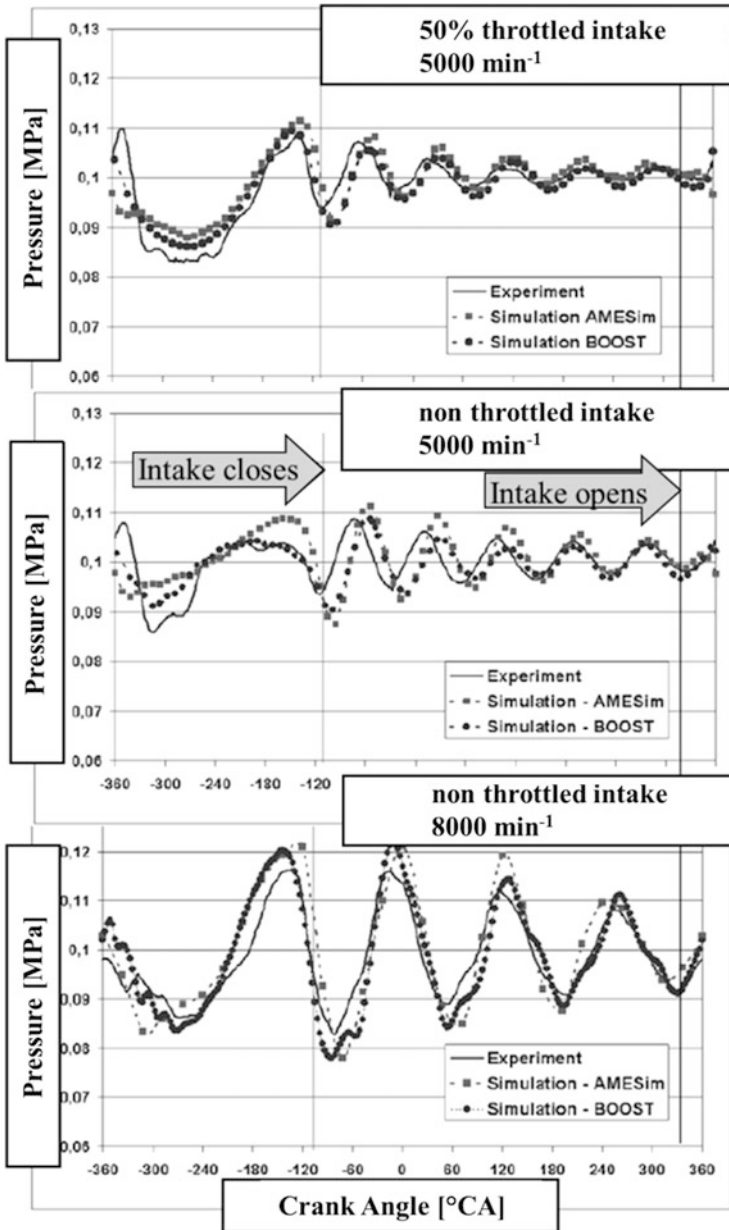 50% throttled intake
5000 min⁻¹
Pressure [MPa]
0,13
0,12
0,11
0,1
0,09
0,08
0,07
0,06
Experiment
Simulation AMESim
Simulation BOOST
non throttled intake
5000 min⁻¹
Intake closes
Intake opens
Pressure [MPa]
0,13
0,12
0,11
0,1
0,09
0,08
0,07
0,06
Experiment
Simulation - AMESim
Simulation - BOOST
-360 -300 -240 -180 -120
non throttled intake
8000 min⁻¹
Pressure [MPa]
0,12
0,11
0,1
0,09
0,08
0,07
0,06
0,05
Experiment
Simulation - AMESim
Simulation - BOOST
-360 -300 -240 -180 -120 -60 0 60 120 180 240 300 360
Crank Angle [°CA]